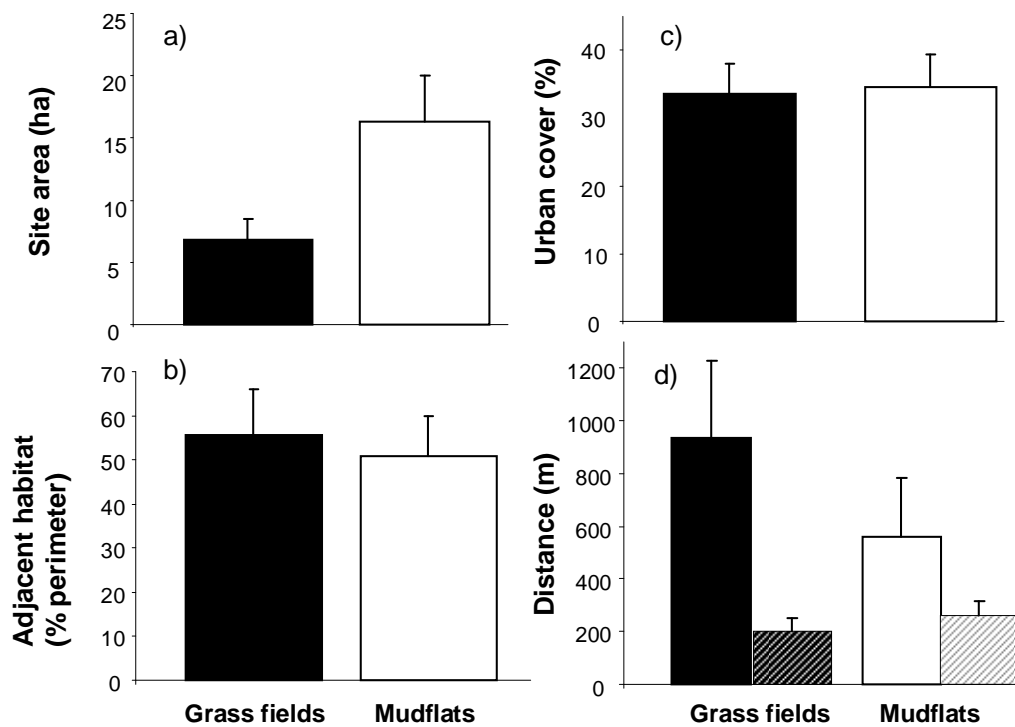 a)
Site area (ha)
25
20
15
10
5
0
c)
Urban cover (%)
40
30
20
10
0
b)
Adjacent habitat
(% perimeter)
70
60
50
40
30
20
10
0
Grass fields
Mudflats
d)
Distance (m)
1200
1000
800
600
400
200
0
Grass fields
Mudflats